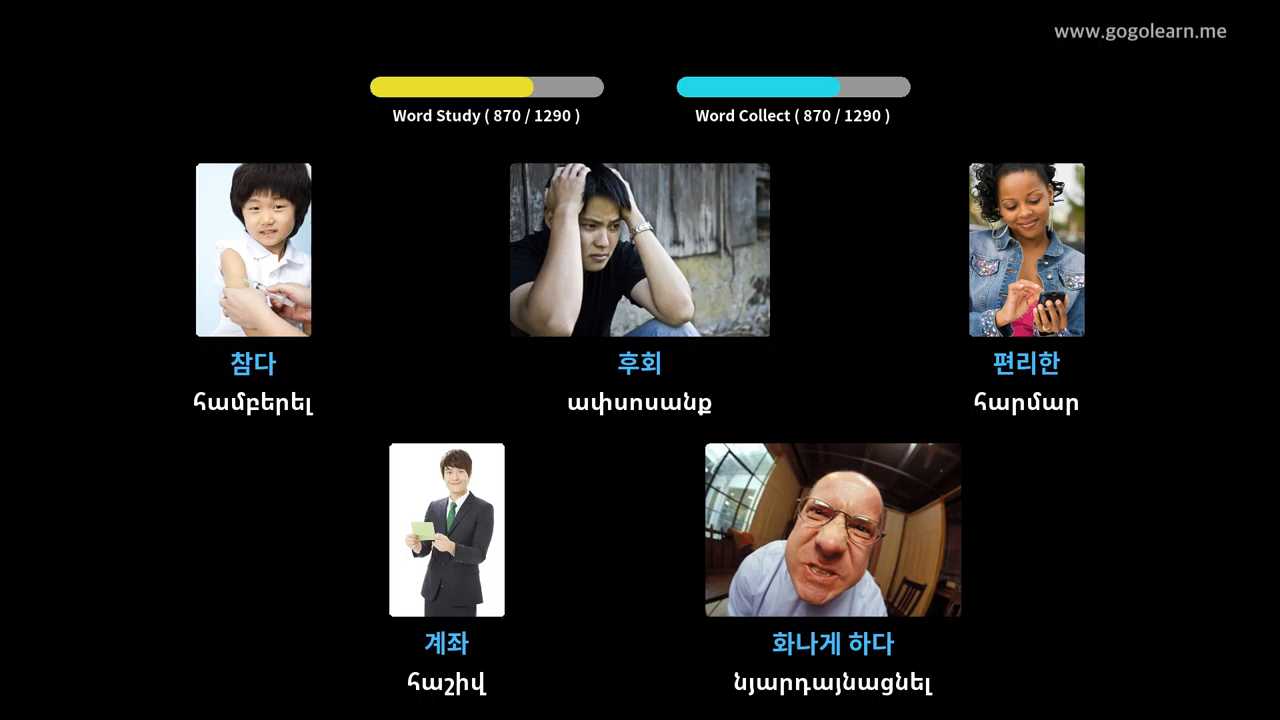 www.gogolearn.me
Word Study ( 870 / 1290 )
Word Collect ( 870 / 1290 )
참다
համբերել
후회
ափսոսանք
편리한
հարմար
계좌
հաշիվ
화나게 하다
նյարդայնացնել